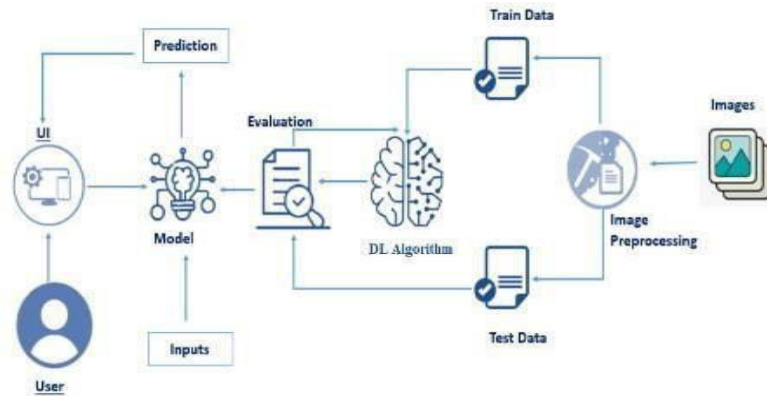 Train Data
Prediction
Images
Evaluation
UI
Model
DL Algorithm
Image
Preprocessing
Inputs
Test Data
User